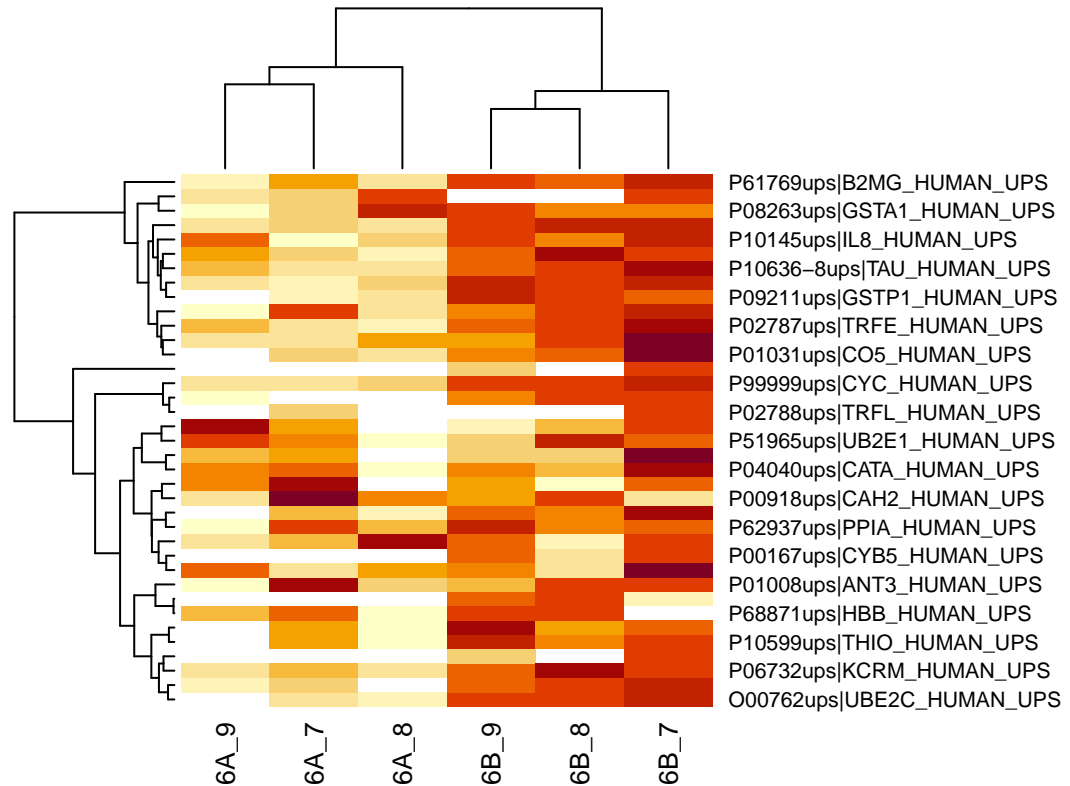 P61769ups|B2MG_HUMAN_UPS
P08263ups|GSTA1_HUMAN_UPS
P10145ups|IL8_HUMAN_UPS
P10636−8ups|TAU_HUMAN_UPS
P09211ups|GSTP1_HUMAN_UPS
P02787ups|TRFE_HUMAN_UPS
P01031ups|CO5_HUMAN_UPS
P99999ups|CYC_HUMAN_UPS
P02788ups|TRFL_HUMAN_UPS
P51965ups|UB2E1_HUMAN_UPS
P04040ups|CATA_HUMAN_UPS
P00918ups|CAH2_HUMAN_UPS
P62937ups|PPIA_HUMAN_UPS
P00167ups|CYB5_HUMAN_UPS
P01008ups|ANT3_HUMAN_UPS
P68871ups|HBB_HUMAN_UPS
P10599ups|THIO_HUMAN_UPS
P06732ups|KCRM_HUMAN_UPS
O00762ups|UBE2C_HUMAN_UPS
6A_9
6A_7
6A_8
6B_9
6B_8
6B_7